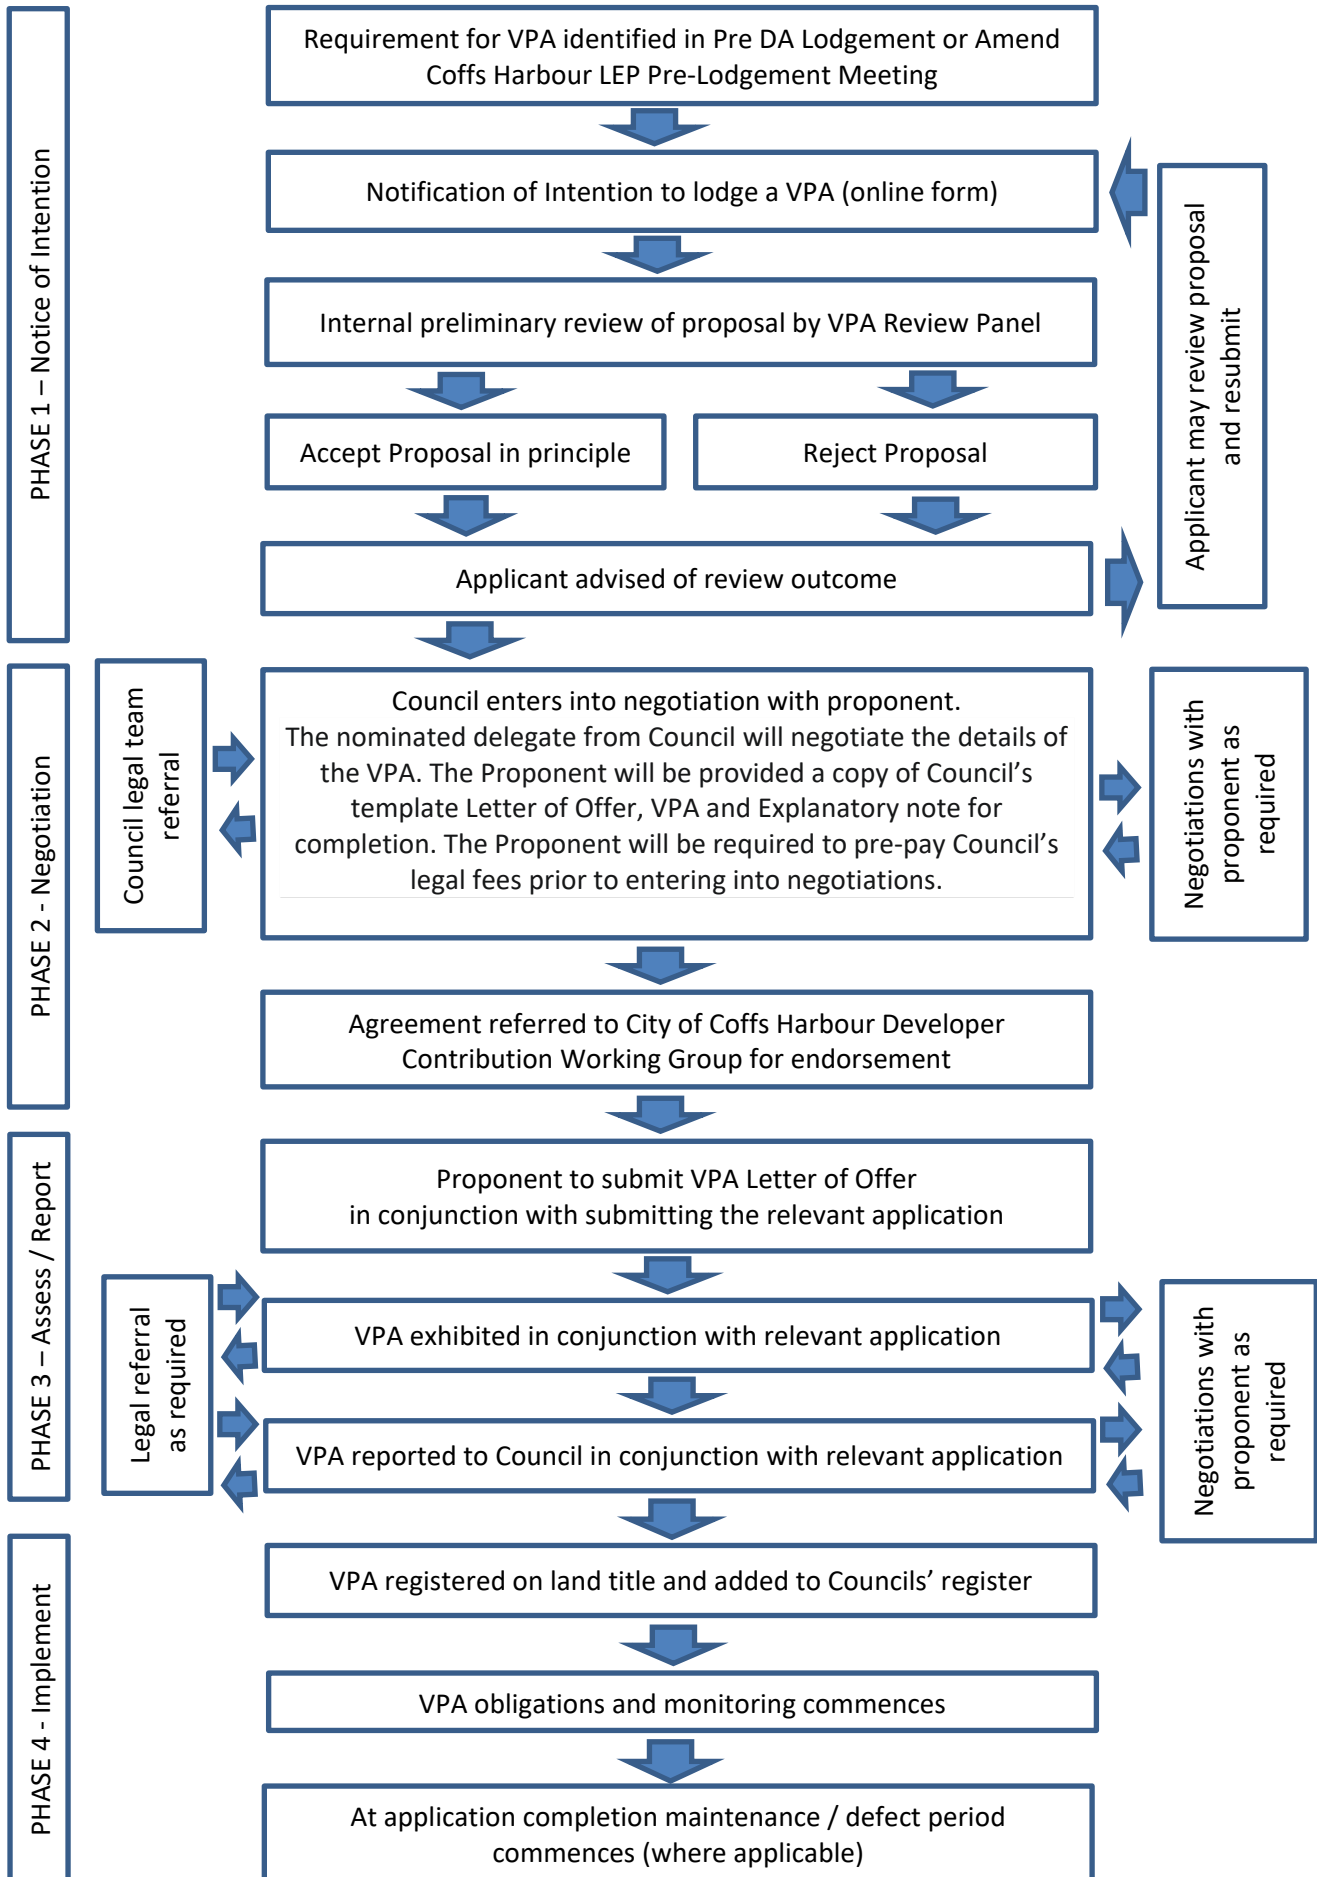 PHASE 1 – Notice of Intention
Requirement for VPA identified in Pre DA Lodgement or Amend
Coffs Harbour LEP Pre-Lodgement Meeting
Notification of Intention to lodge a VPA (online form)
Applicant may review proposal
and resubmit
Internal preliminary review of proposal by VPA Review Panel
Accept Proposal in principle
Reject Proposal
Applicant advised of review outcome
PHASE 2 - Negotiation
Council legal team
referral
Council enters into negotiation with proponent.
The nominated delegate from Council will negotiate the details of
the VPA. The Proponent will be provided a copy of Council’s
template Letter of Offer, VPA and Explanatory note for
completion. The Proponent will be required to pre-pay Council’s
legal fees prior to entering into negotiations.
Negotiations with
proponent as
required
Agreement referred to City of Coffs Harbour Developer
Contribution Working Group for endorsement
PHASE 3 – Assess / Report
Proponent to submit VPA Letter of Offer
in conjunction with submitting the relevant application
Legal referral
as required
VPA exhibited in conjunction with relevant application
VPA reported to Council in conjunction with relevant application
Negotiations with
proponent as
required
PHASE 4 - Implement
VPA registered on land title and added to Councils’ register
VPA obligations and monitoring commences
At application completion maintenance / defect period
commences (where applicable)